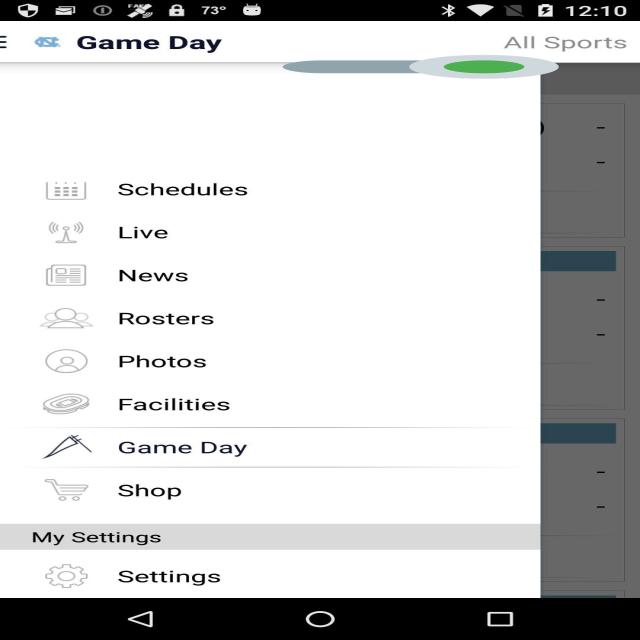 73° 12:10
Game Day All Sports
Schedules
Live
News
Rosters
Photos
Facilities
Game Day
Shop
My Settings
Settings